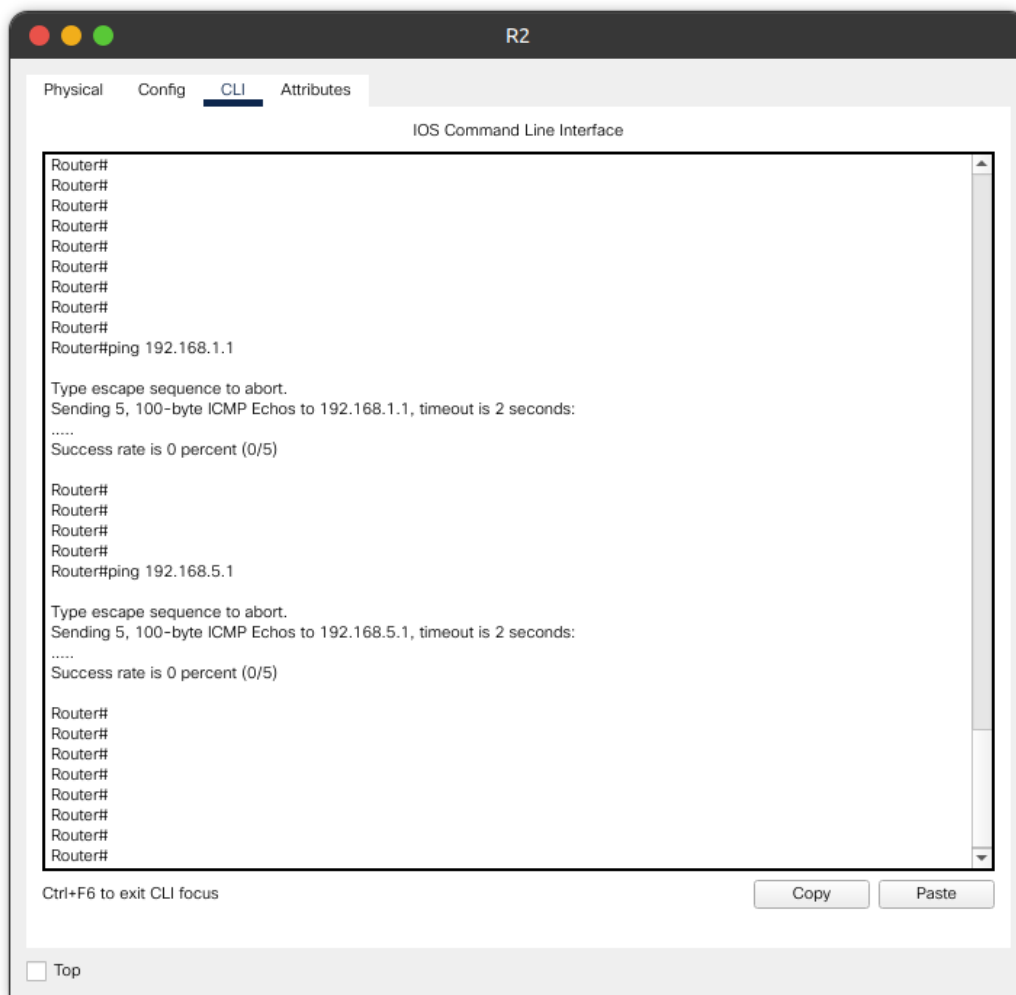 R2
Physical Config CLI Attributes
IOS Command Line Interface
Router#
Router#
Router#
Router#
Router#
Router#
Router#
Router#
Router#
Router#ping 192.168.1.1
Type escape sequence to abort.
Sending 5, 100-byte ICMP Echos to 192.168.1.1, timeout is 2 seconds:
.....
Success rate is 0 percent (0/5)
Router#
Router#
Router#
Router#
Router#ping 192.168.5.1
Type escape sequence to abort.
Sending 5, 100-byte ICMP Echos to 192.168.5.1, timeout is 2 seconds:
.....
Success rate is 0 percent (0/5)
Router#
Router#
Router#
Router#
Router#
Router#
Router#
Router#
Ctrl+F6 to exit CLI focus
Copy Paste
Top